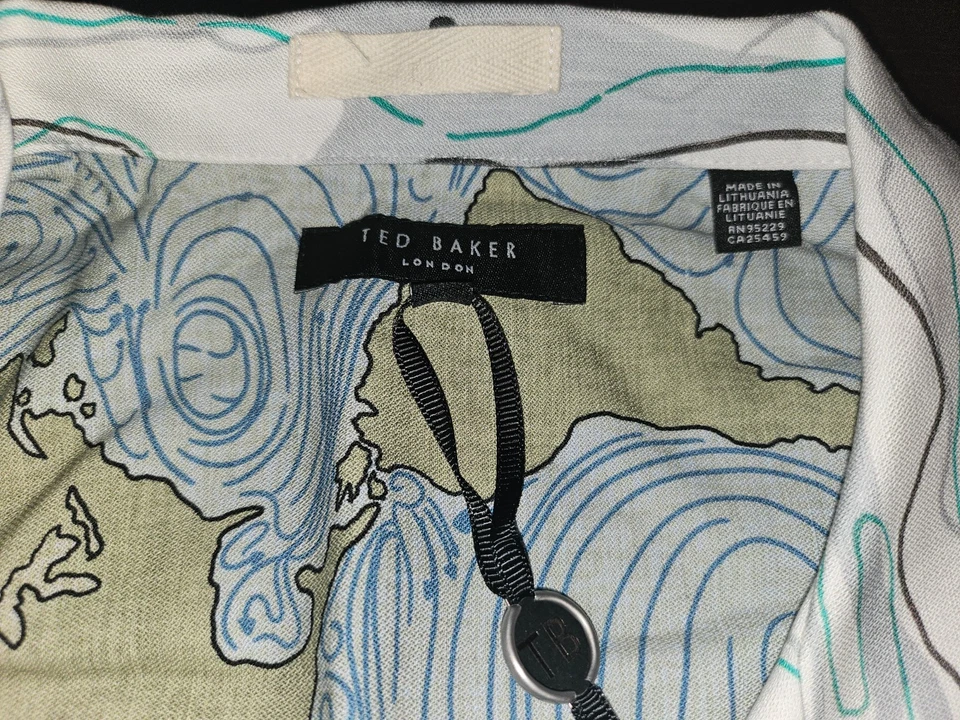 TED BAKER
LONDON
MADE IN
LITHUANIA
FABRIQUE EN
LITUANIE
RN95229
CA25459
TB